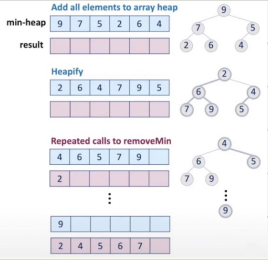 Add all elements to array heap
min-heap 9 7 5 2 6 4
result
9
7 5
2 6 4
Heapify
2 6 4 7 9 5
2
6 4
7 9 5
Repeated calls to removeMin
4 6 5 7 9
2
4
6 5
7 9
9
9
2 4 5 6 7